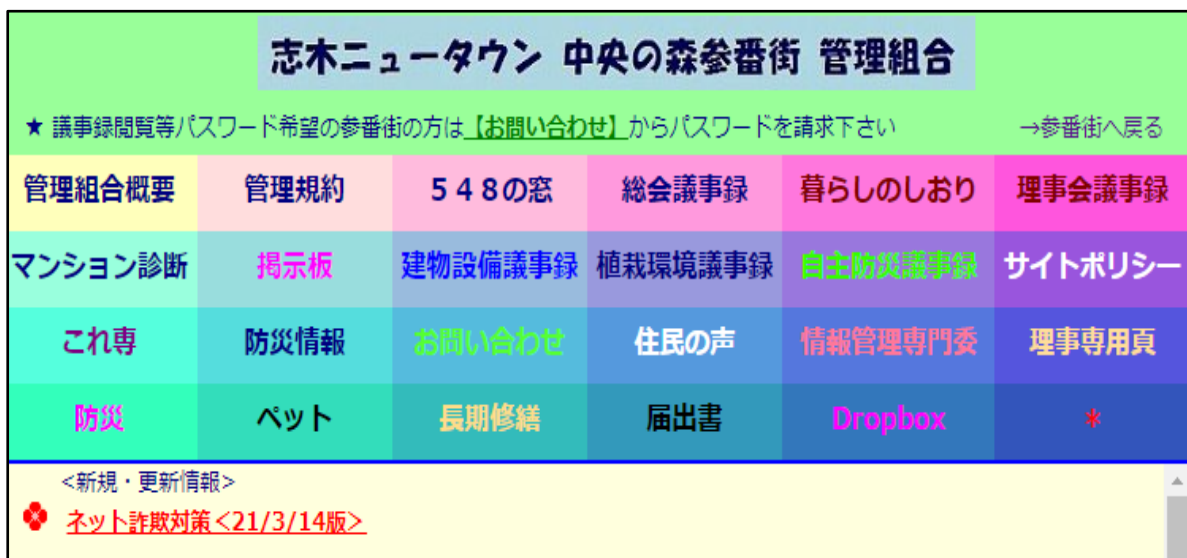 志木ニュータウン 中央の森参番街 管理組合
★ 議事録閲覧等パスワード希望の参番街の方は【お問い合わせ】からパスワードを請求下さい →参番街へ戻る
管理組合概要 管理規約 ５４８の窓 総会議事録 暮らしのしおり 理事会議事録
マンション診断 掲示板 建物設備議事録 植栽環境議事録 自主防災議事録 サイトポリシー
これ専 防災情報 お問い合わせ 住民の声 情報管理専門委 理事専用頁
防災 ペット 長期修繕 届出書 Dropbox *
<新規・更新情報>
ネット詐欺対策<21/3/14版>